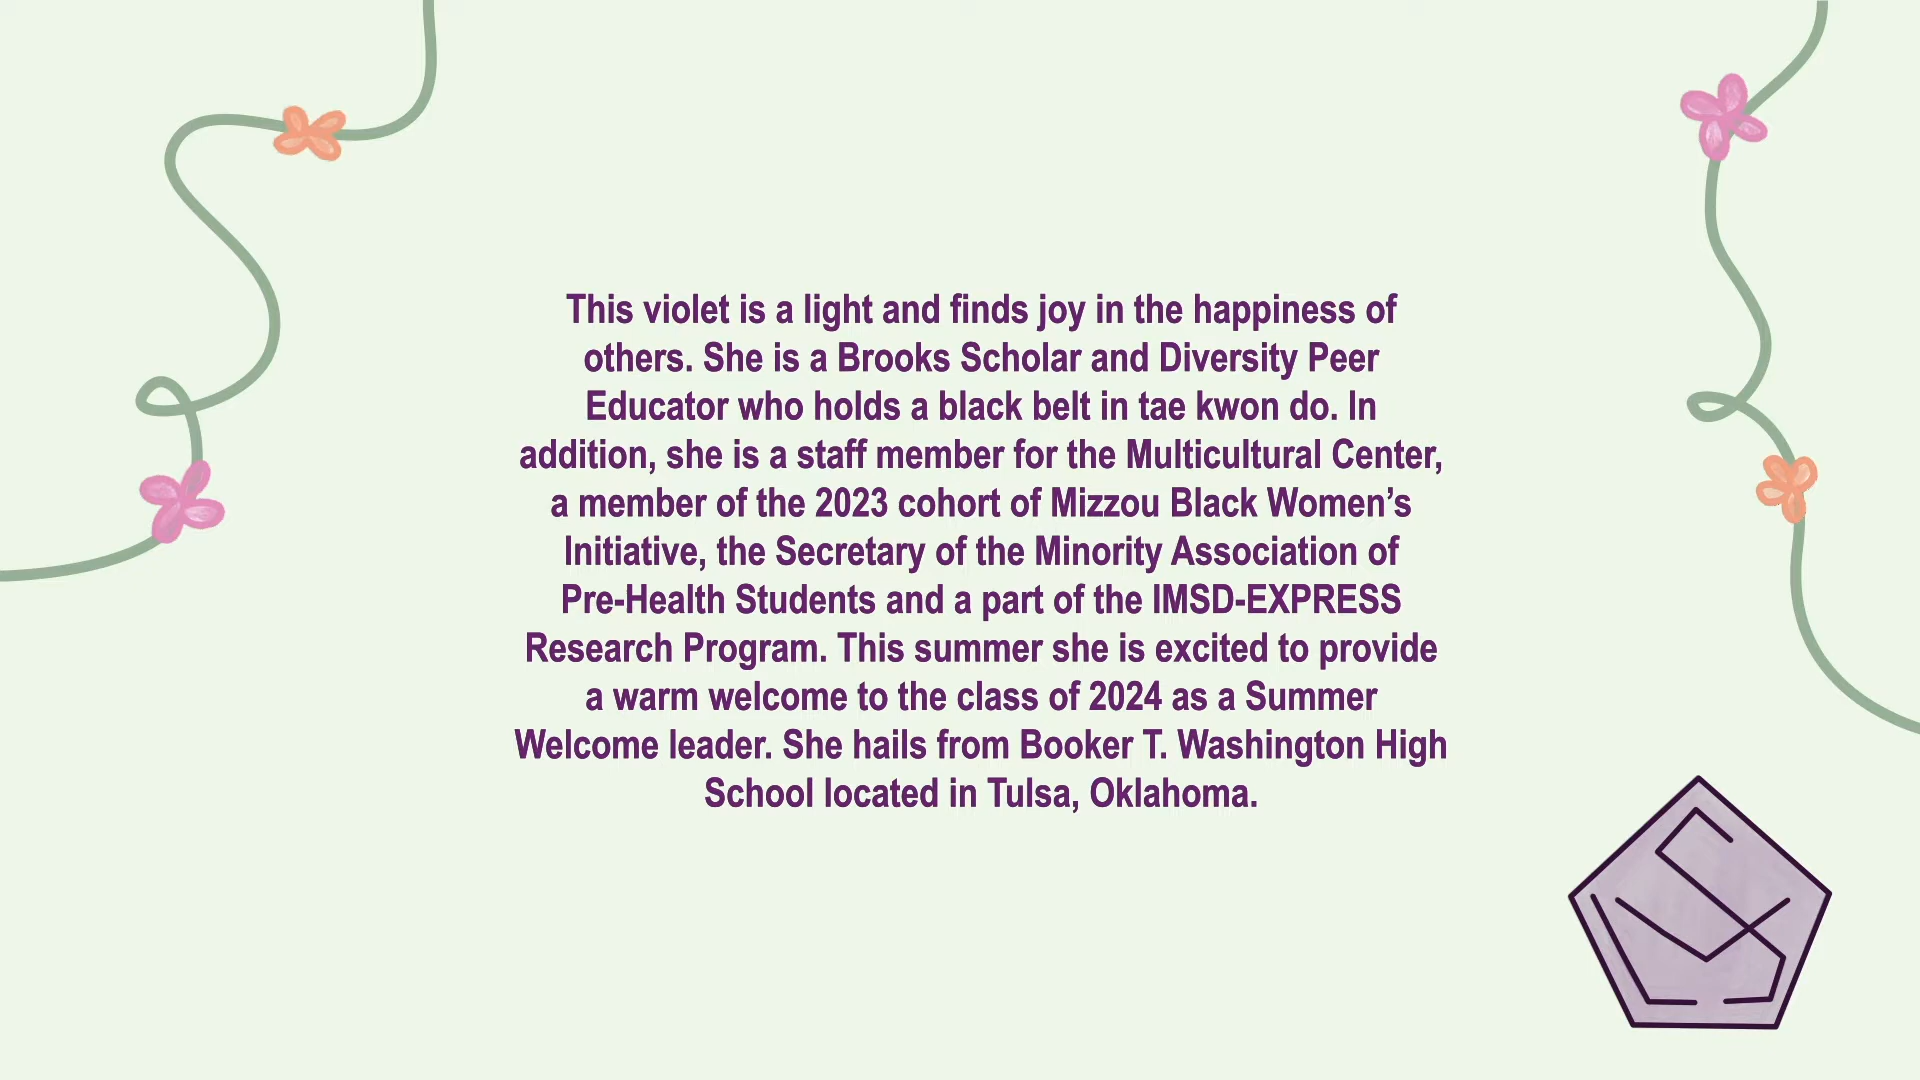 This violet is a light and finds joy in the happiness of
others. She is a Brooks Scholar and Diversity Peer
Educator who holds a black belt in tae kwon do. In
addition, she is a staff member for the Multicultural Center,
a member of the 2023 cohort of Mizzou Black Women’s
Initiative, the Secretary of the Minority Association of
Pre-Health Students and a part of the IMSD-EXPRESS
Research Program. This summer she is excited to provide
a warm welcome to the class of 2024 as a Summer
Welcome leader. She hails from Booker T. Washington High
School located in Tulsa, Oklahoma.